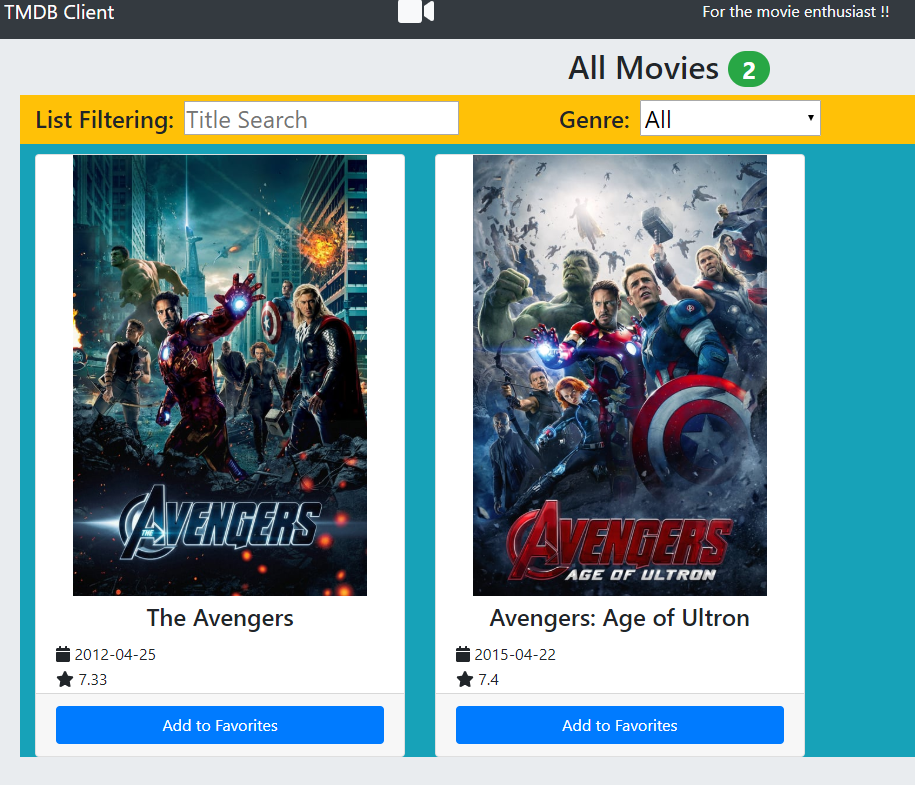 TMDB Client
For the movie enthusiast !!
All Movies 2
List Filtering: Title Search
Genre: All
THE AVENGERS
AVENGERS
AGE OF ULTRON
The Avengers
2012-04-25
7.33
Add to Favorites
Avengers: Age of Ultron
2015-04-22
7.4
Add to Favorites